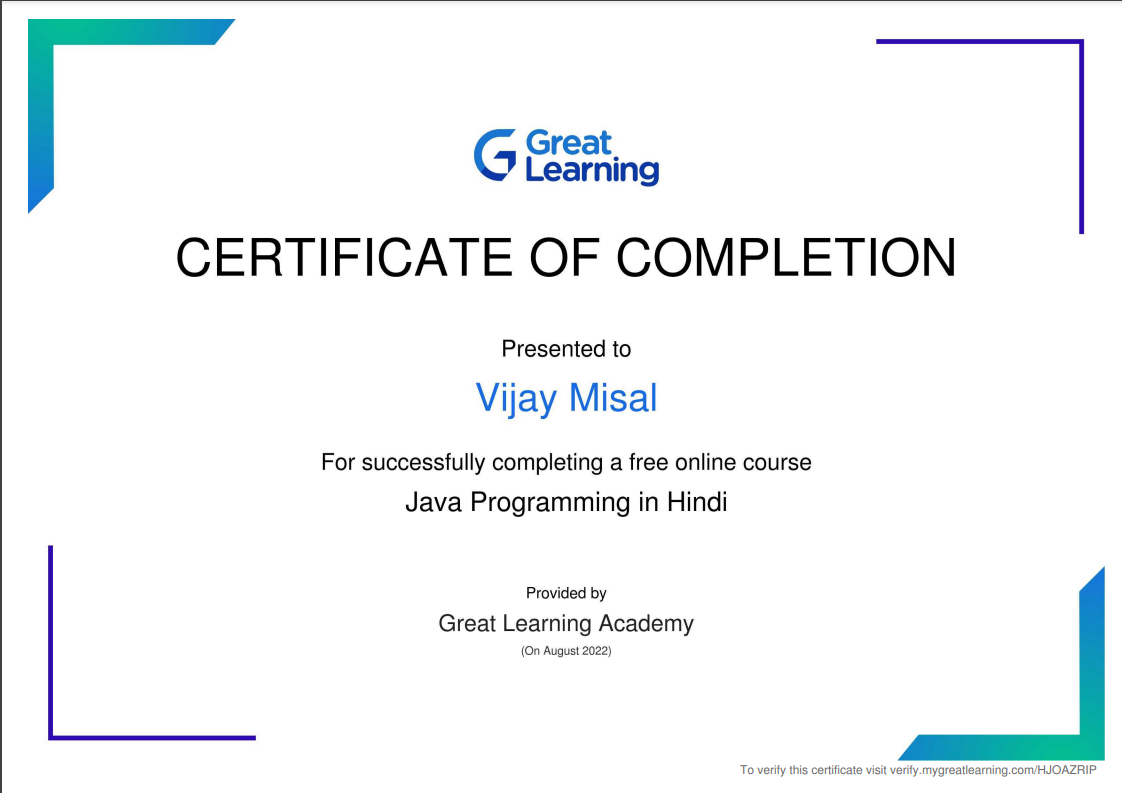 Great
Learning
CERTIFICATE OF COMPLETION
Presented to
Vijay Misal
For successfully completing a free online course
Java Programming in Hindi
Provided by
Great Learning Academy
(On August 2022)
To verify this certificate visit verify.mygreatlearning.com/HJOAZRIP